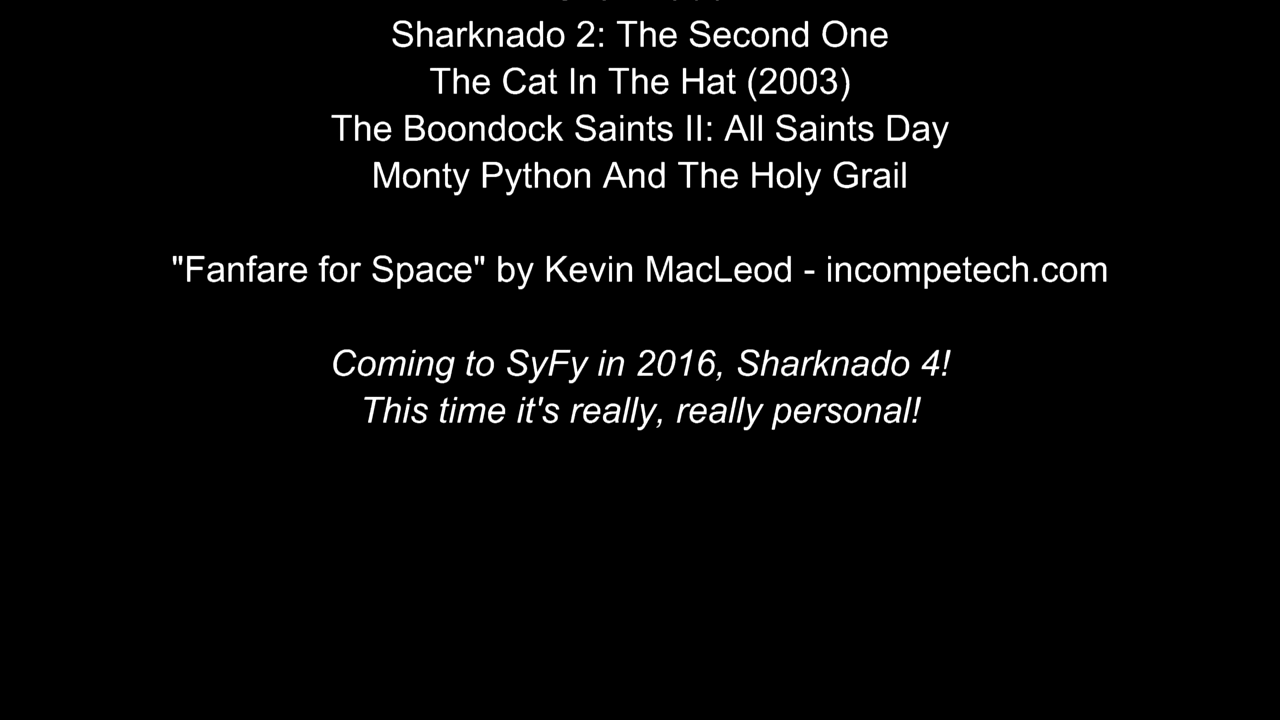 Sharknado 2: The Second One
The Cat In The Hat (2003)
The Boondock Saints II: All Saints Day
Monty Python And The Holy Grail
"Fanfare for Space" by Kevin MacLeod - incompetech.com
Coming to SyFy in 2016, Sharknado 4!
This time it's really, really personal!